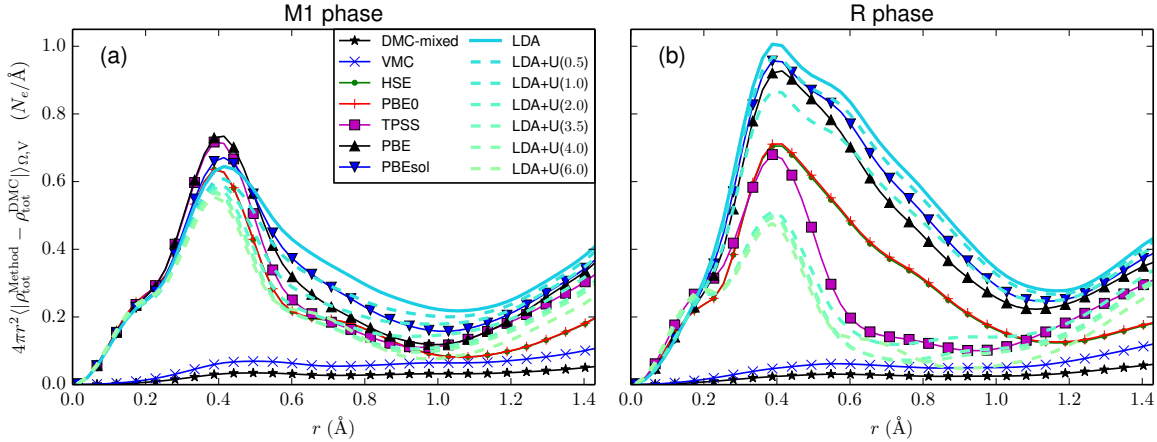 M1 phase
R phase
4πr²⟨|ρ_tot^Method − ρ_tot^DMC|⟩_Ω,V (N_e/Å)
(a)
DMC-mixed
VMC
HSE
PBE0
TPSS
PBE
PBEsol
LDA
LDA+U(0.5)
LDA+U(1.0)
LDA+U(2.0)
LDA+U(3.5)
LDA+U(4.0)
LDA+U(6.0)
(b)
1.0
0.8
0.6
0.4
0.2
0.0
0.0 0.2 0.4 0.6 0.8 1.0 1.2 1.4
0.0 0.2 0.4 0.6 0.8 1.0 1.2 1.4
r (Å)
r (Å)